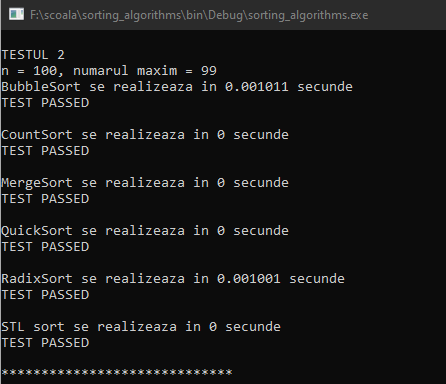 F:\scoala\sorting_algorithms\bin\Debug\sorting_algorithms.exe
TESTUL 2
n = 100, numarul maxim = 99
BubbleSort se realizeaza in 0.001011 secunde
TEST PASSED
CountSort se realizeaza in 0 secunde
TEST PASSED
MergeSort se realizeaza in 0 secunde
TEST PASSED
QuickSort se realizeaza in 0 secunde
TEST PASSED
RadixSort se realizeaza in 0.001001 secunde
TEST PASSED
STL sort se realizeaza in 0 secunde
TEST PASSED
*****************************